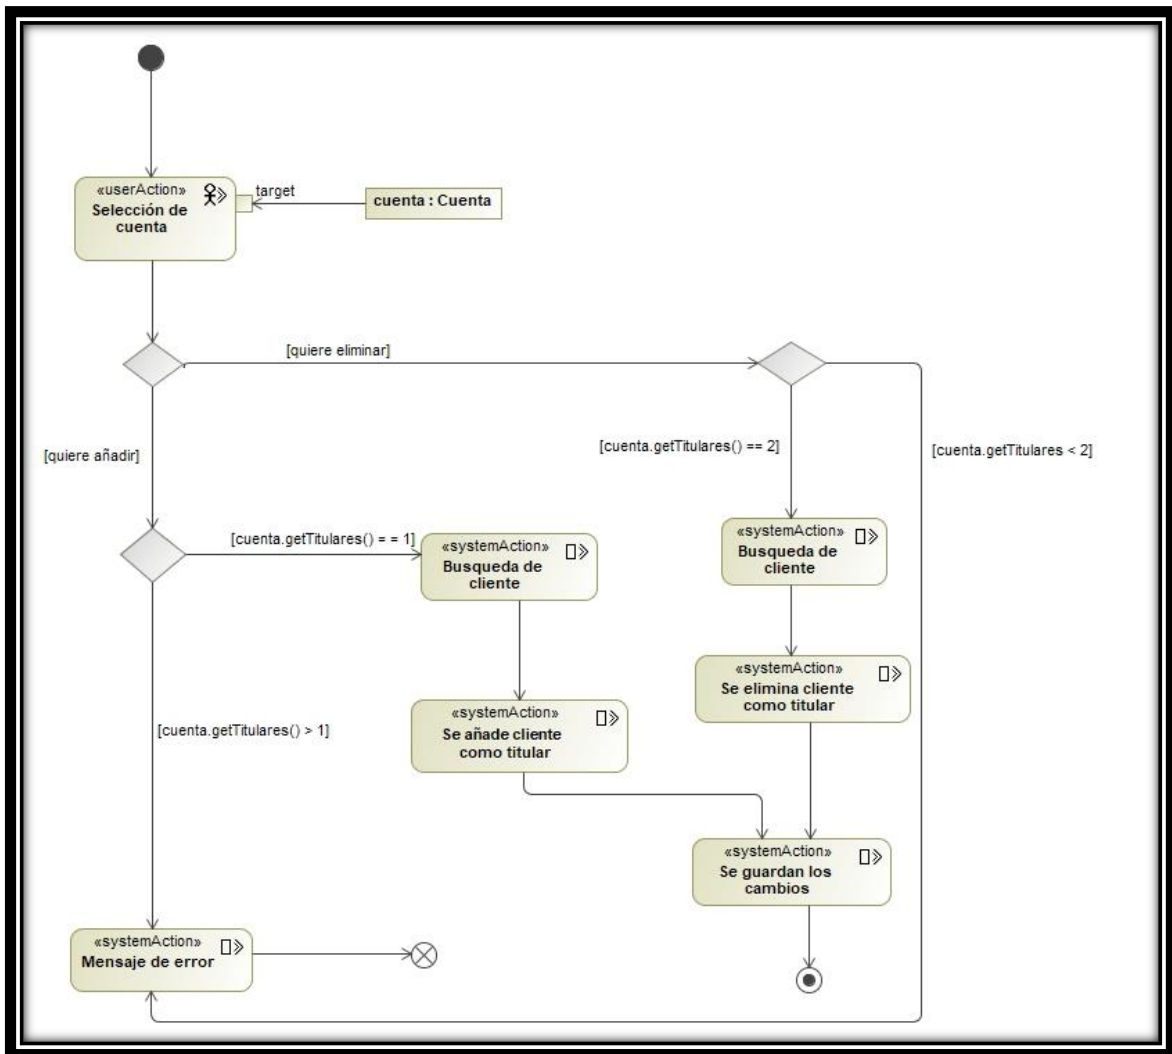 «userAction»
Selección de
cuenta
target
cuenta : Cuenta
[quiere eliminar]
[quiere añadir]
[cuenta.getTitulares() == 2]
[cuenta.getTitulares < 2]
[cuenta.getTitulares() = = 1]
«systemAction»
Busqueda de
cliente
«systemAction»
Busqueda de
cliente
«systemAction»
Se elimina cliente
como titular
[cuenta.getTitulares() > 1]
«systemAction»
Se añade cliente
como titular
«systemAction»
Se guardan los
cambios
«systemAction»
Mensaje de error